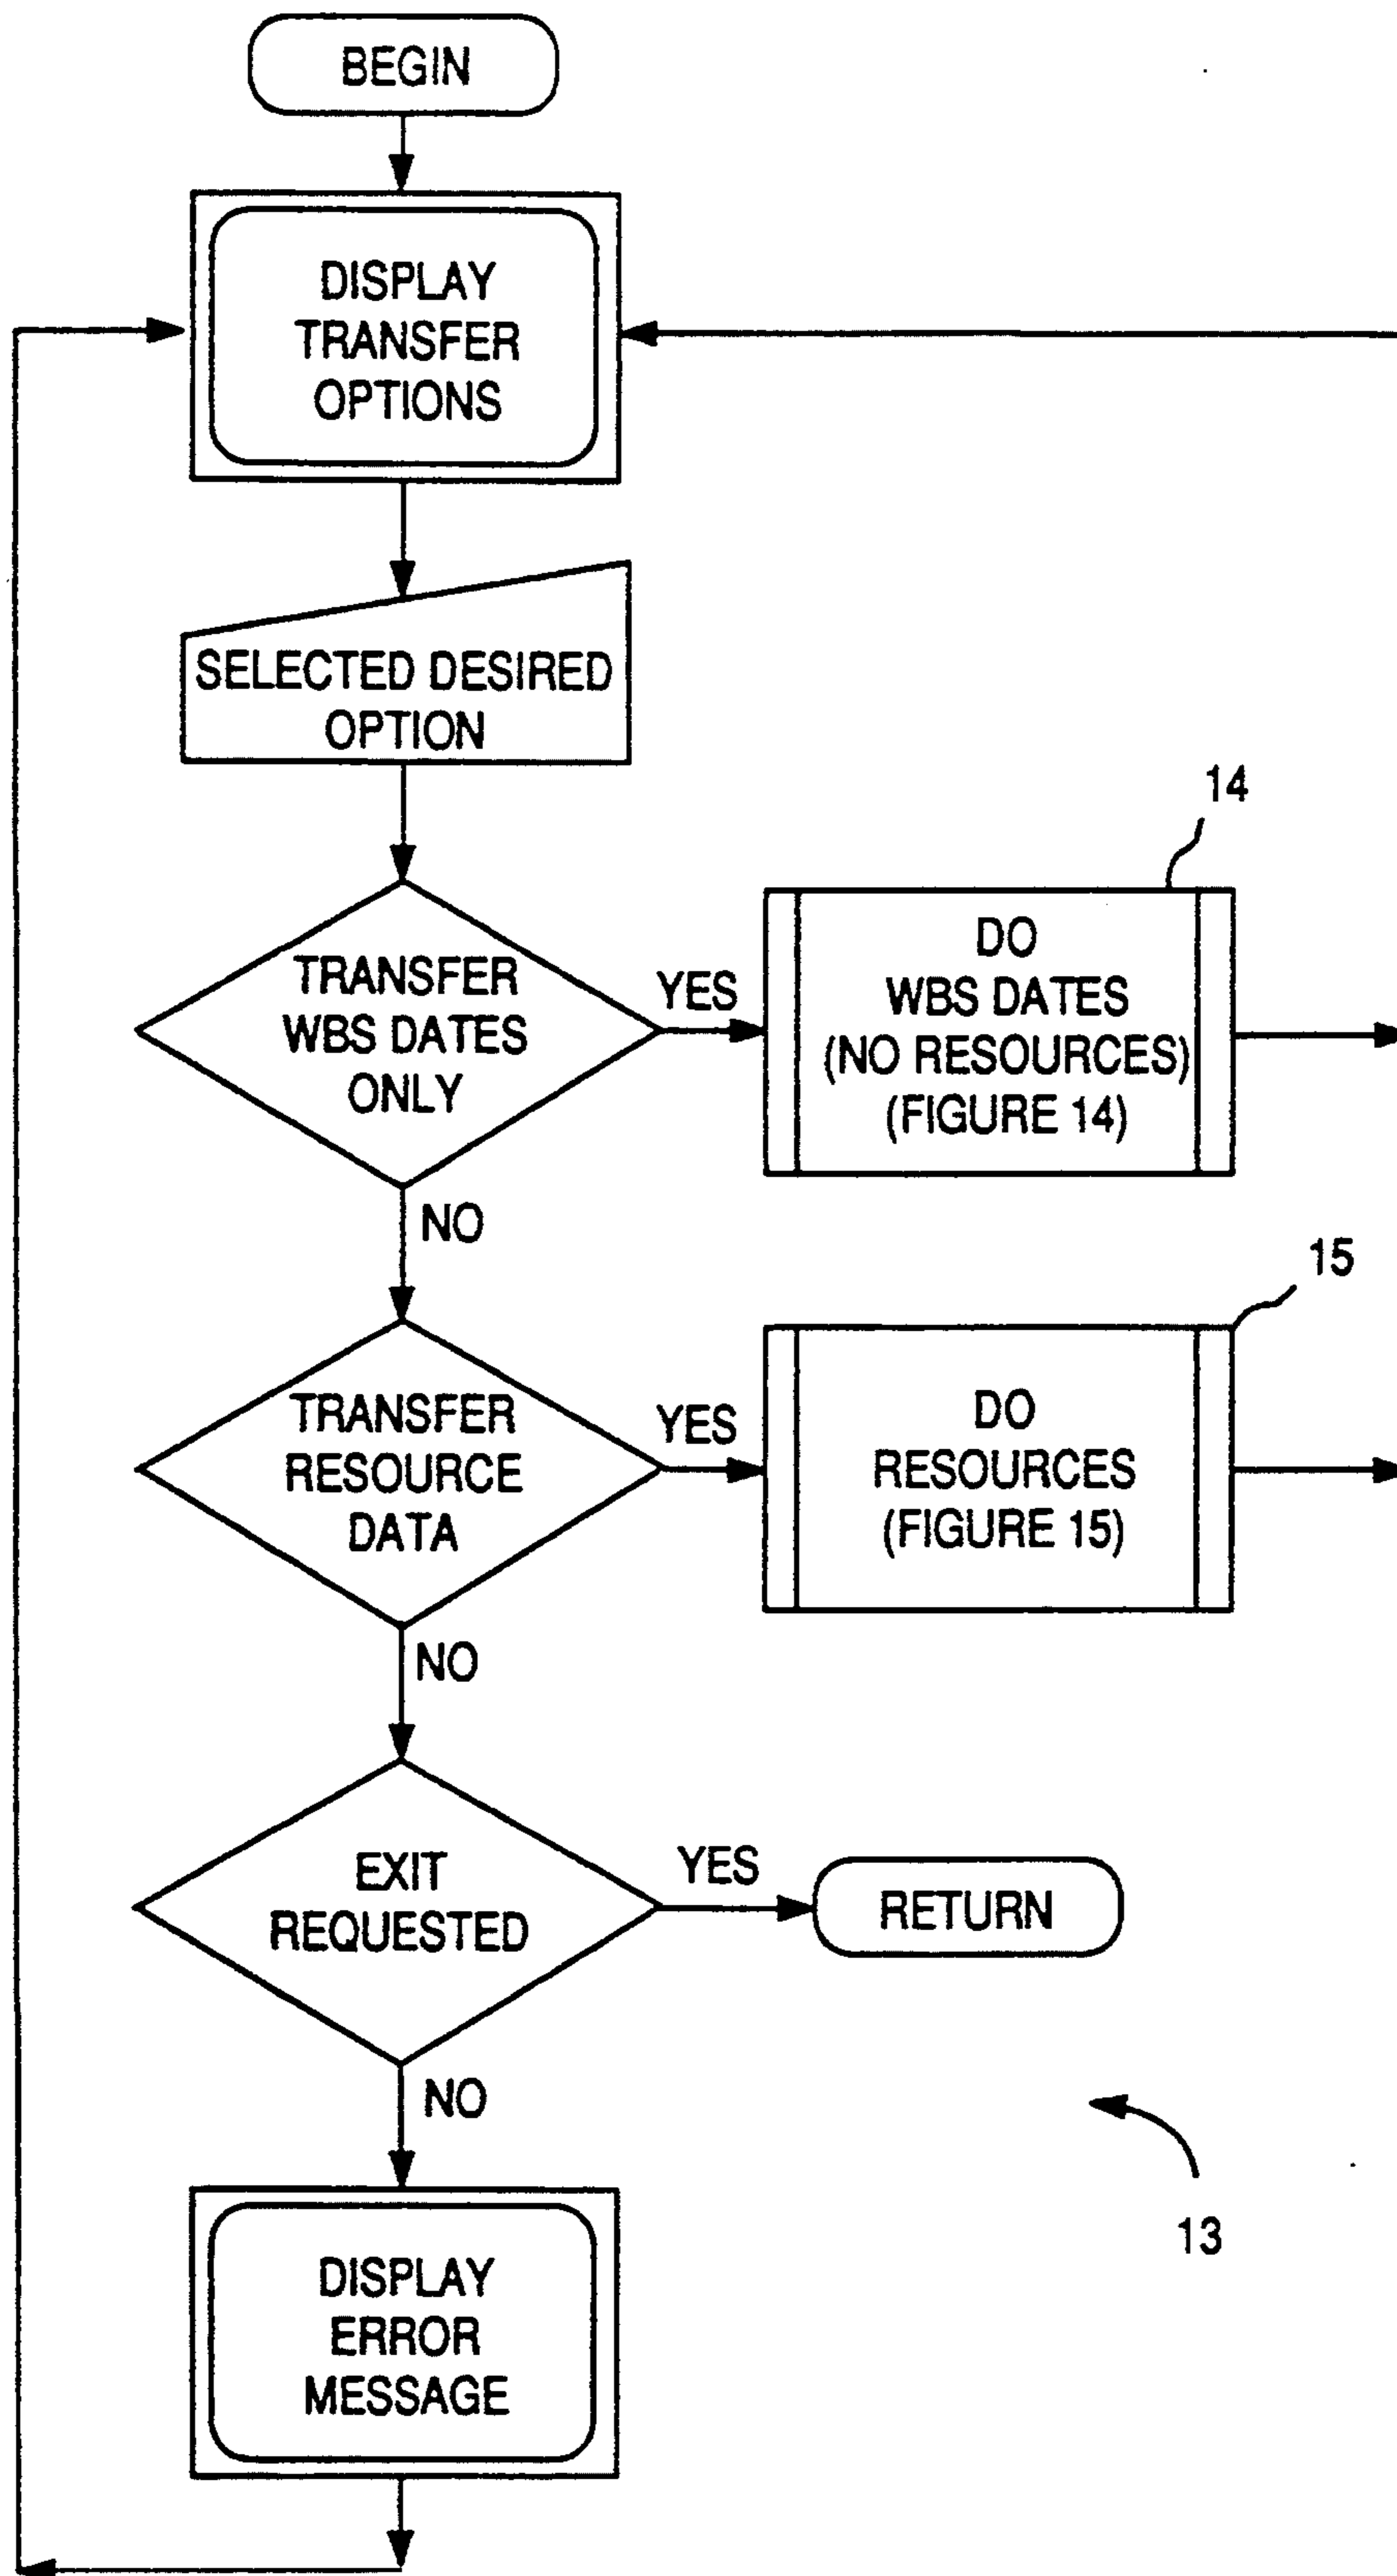 BEGIN
DISPLAY
TRANSFER
OPTIONS
SELECTED DESIRED
OPTION
14
TRANSFER
WBS DATES
ONLY
YES
DO
WBS DATES
(NO RESOURCES)
(FIGURE 14)
NO
15
TRANSFER
RESOURCE
DATA
YES
DO
RESOURCES
(FIGURE 15)
NO
EXIT
REQUESTED
YES
RETURN
NO
13
DISPLAY
ERROR
MESSAGE